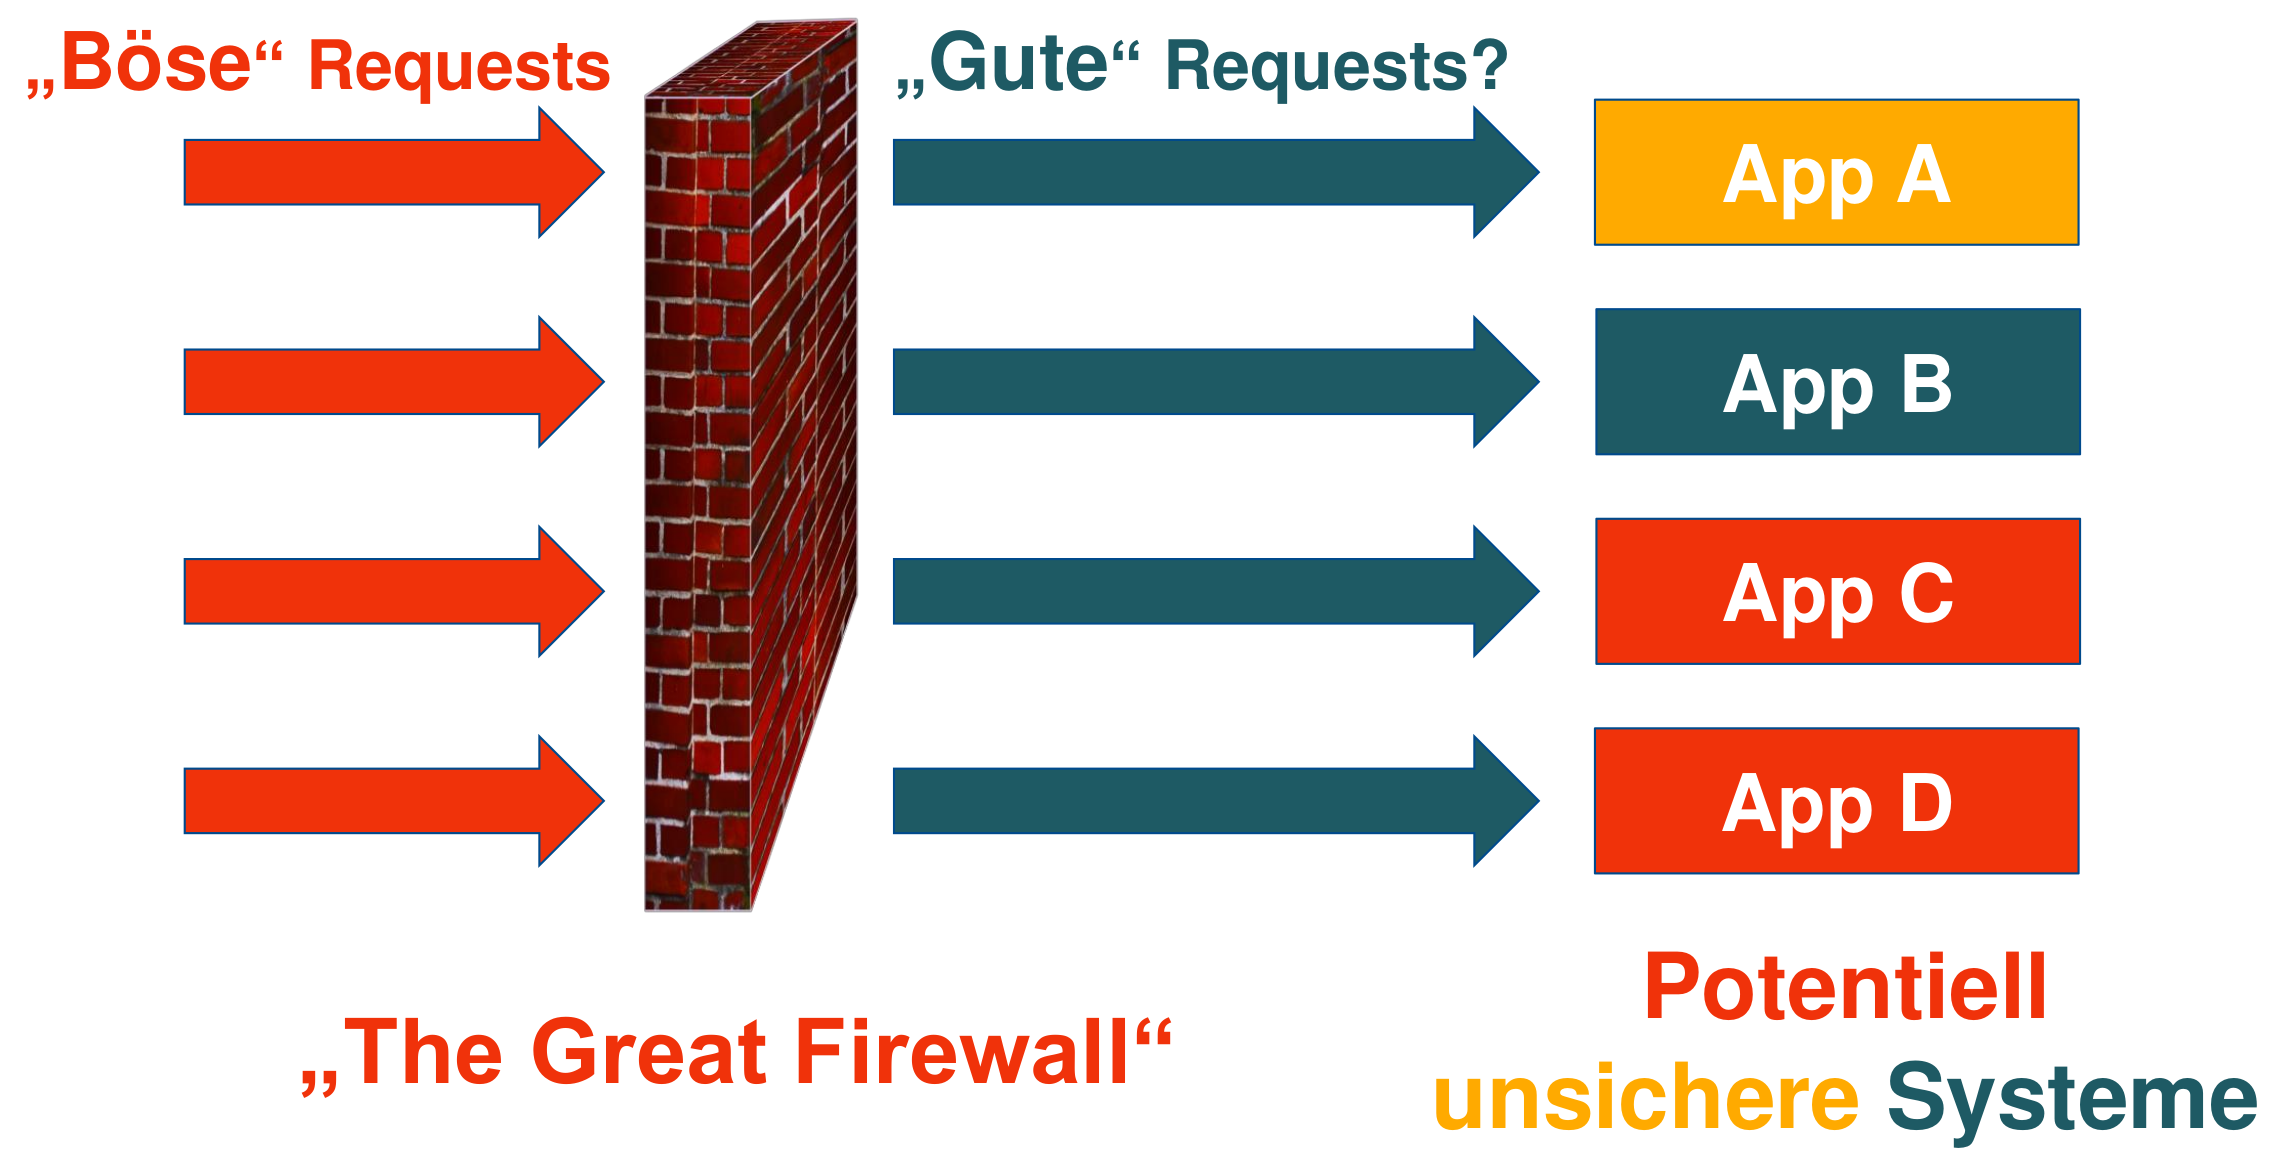 „Böse“ Requests
„Gute“ Requests?
App A
App B
App C
App D
„The Great Firewall“
Potentiell
unsichere Systeme